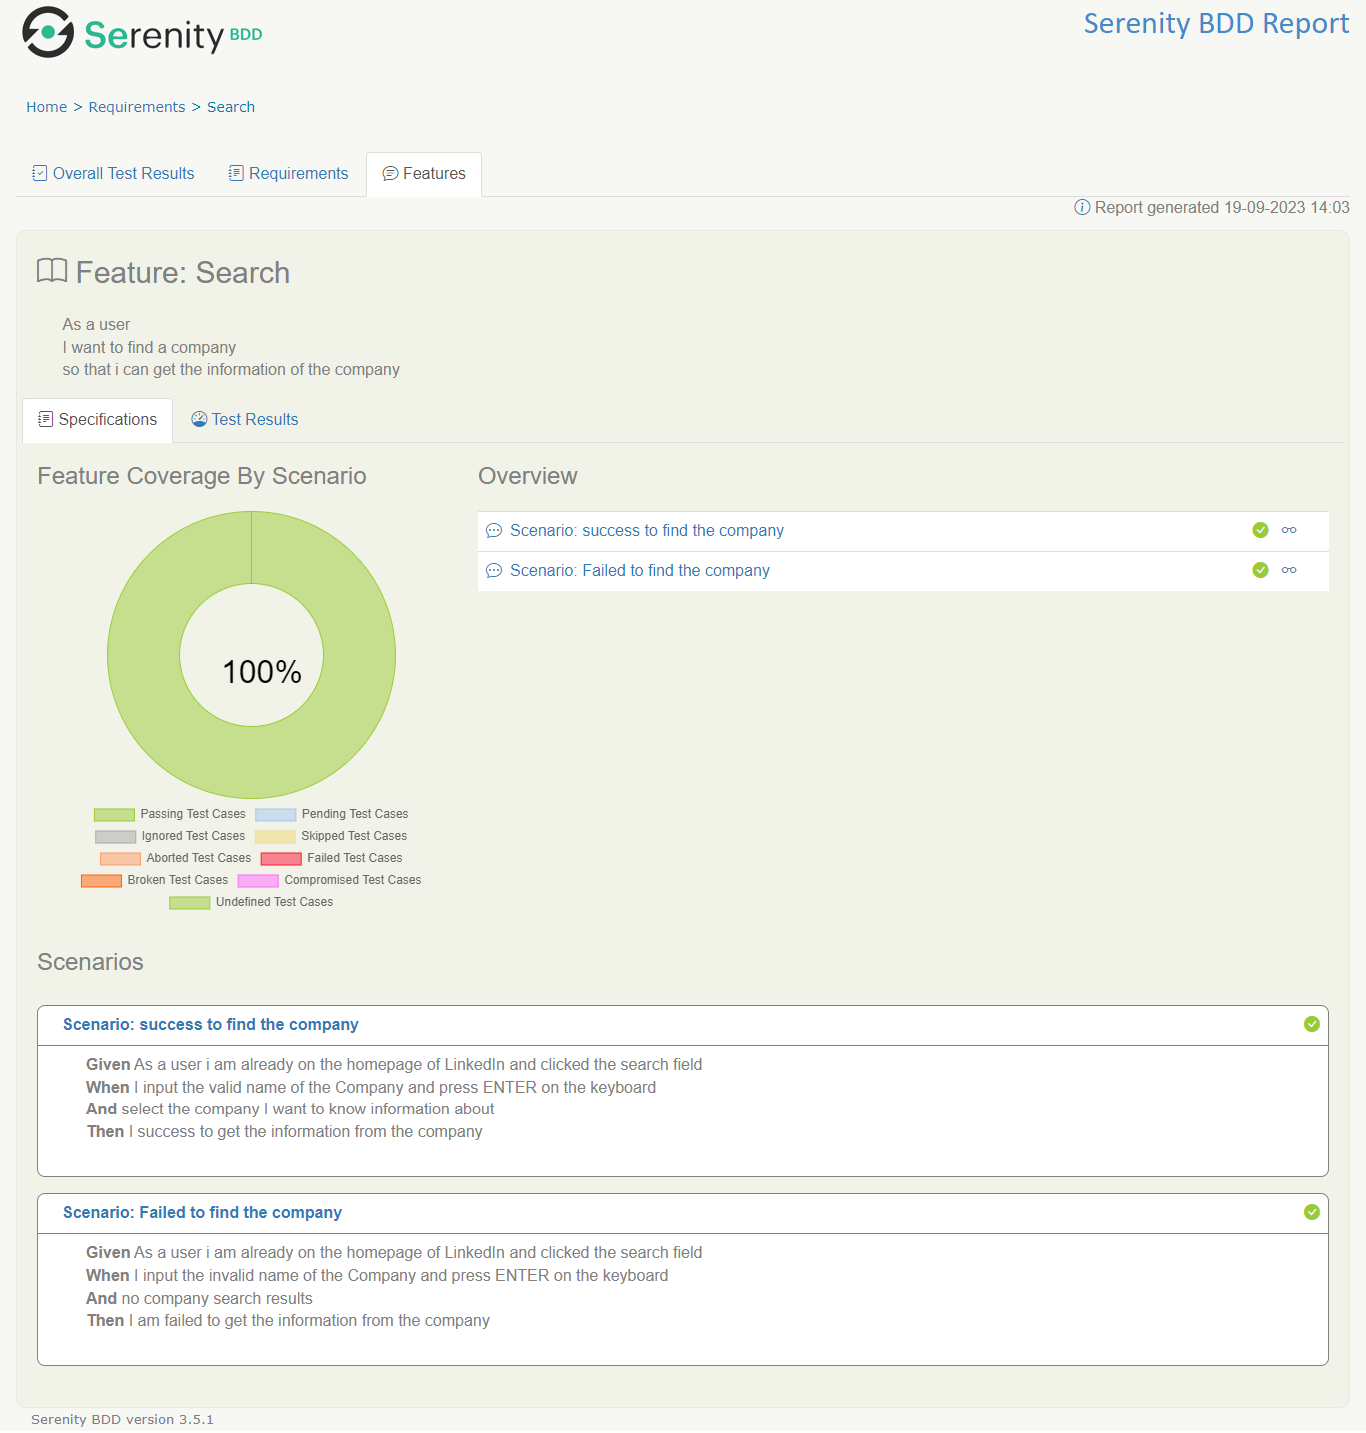 Serenity BDD
Serenity BDD Report
Home > Requirements > Search
Overall Test Results
Requirements
Features
Report generated 19-09-2023 14:03
Feature: Search
As a user
I want to find a company
so that i can get the information of the company
Specifications
Test Results
Feature Coverage By Scenario
100%
Passing Test Cases
Pending Test Cases
Ignored Test Cases
Skipped Test Cases
Aborted Test Cases
Failed Test Cases
Broken Test Cases
Compromised Test Cases
Undefined Test Cases
Overview
Scenario: success to find the company
Scenario: Failed to find the company
Scenarios
Scenario: success to find the company
Given As a user i am already on the homepage of LinkedIn and clicked the search field
When I input the valid name of the Company and press ENTER on the keyboard
And select the company I want to know information about
Then I success to get the information from the company
Scenario: Failed to find the company
Given As a user i am already on the homepage of LinkedIn and clicked the search field
When I input the invalid name of the Company and press ENTER on the keyboard
And no company search results
Then I am failed to get the information from the company
Serenity BDD version 3.5.1